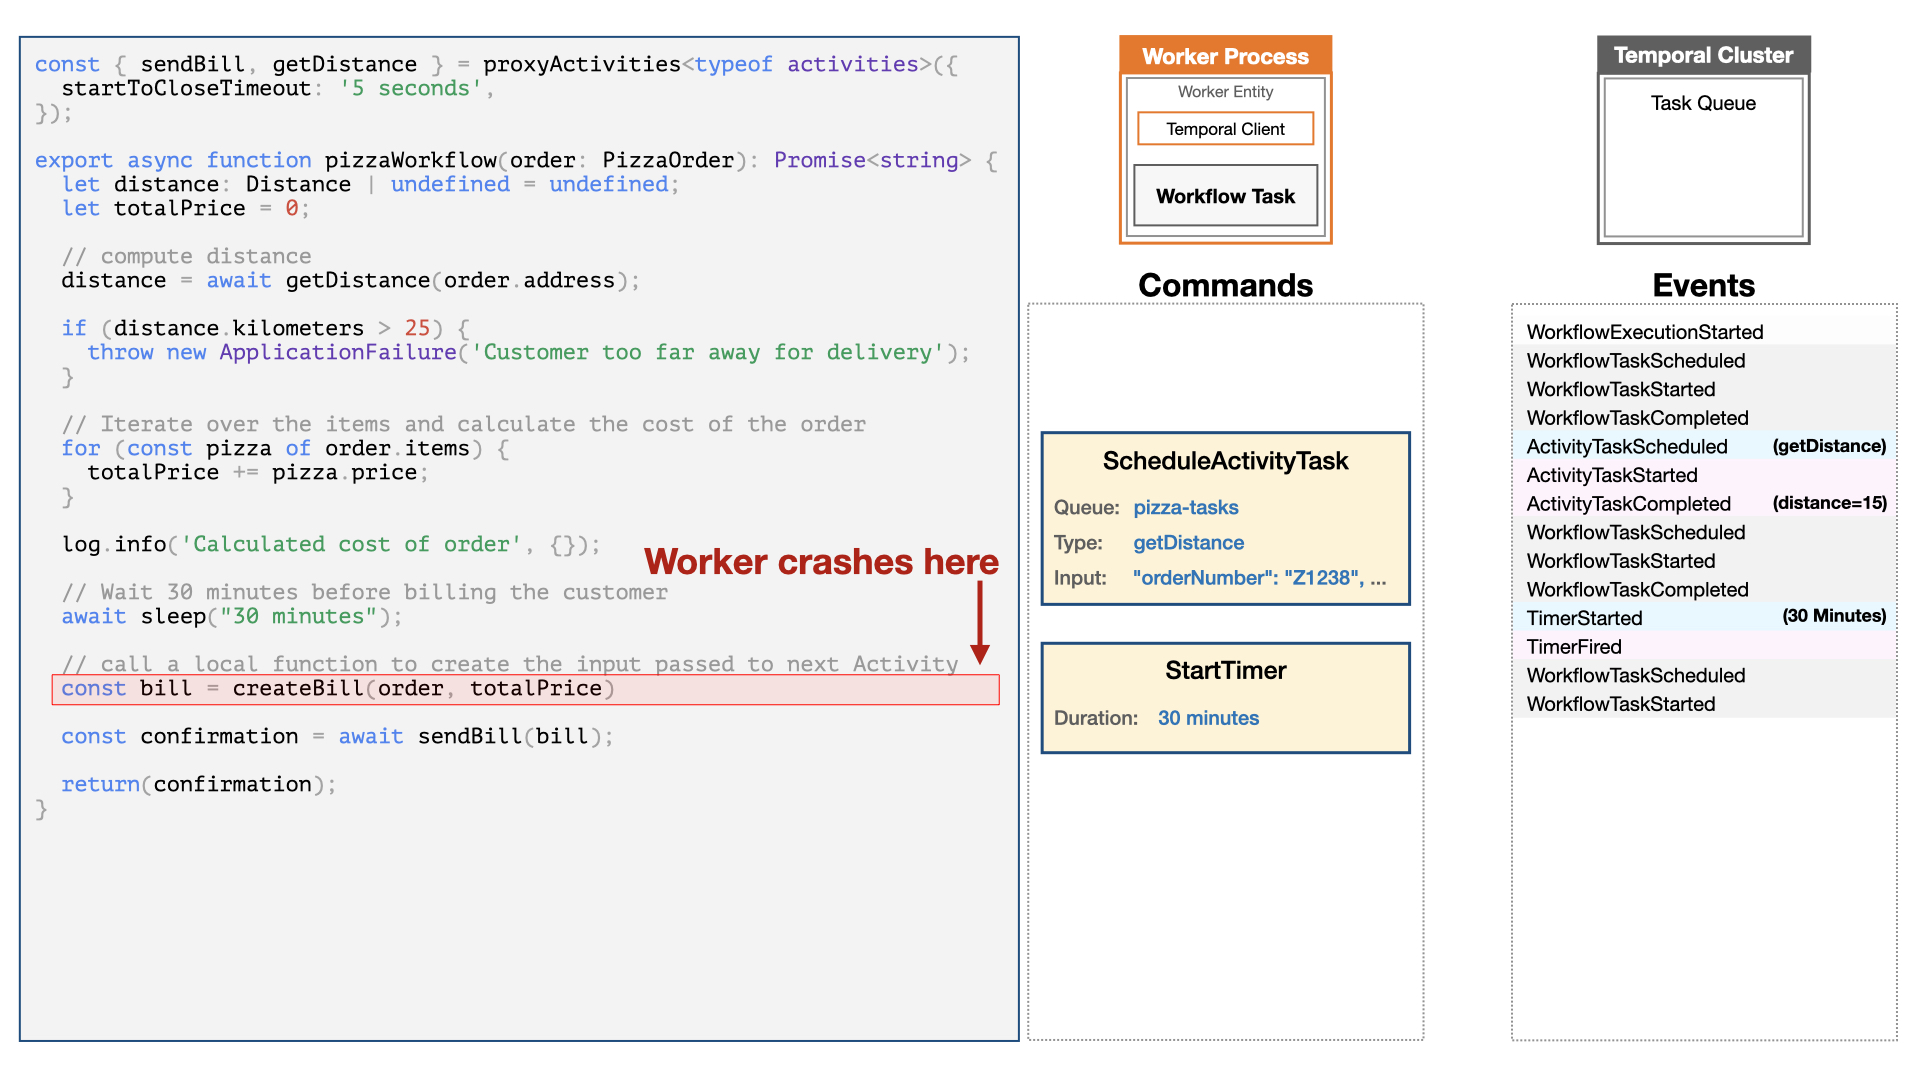 const { sendBill, getDistance } = proxyActivities<typeof activities>({
  startToCloseTimeout: '5 seconds',
});
export async function pizzaWorkflow(order: PizzaOrder): Promise<string> {
  let distance: Distance | undefined = undefined;
  let totalPrice = 0;
  // compute distance
  distance = await getDistance(order.address);
  if (distance.kilometers > 25) {
    throw new ApplicationFailure('Customer too far away for delivery');
  }
  // Iterate over the items and calculate the cost of the order
  for (const pizza of order.items) {
    totalPrice += pizza.price;
  }
  log.info('Calculated cost of order', {});
Worker crashes here
  // Wait 30 minutes before billing the customer
  await sleep("30 minutes");
  // call a local function to create the input passed to next Activity
  const bill = createBill(order, totalPrice)
  const confirmation = await sendBill(bill);
  return(confirmation);
}
Worker Process
Worker Entity
Temporal Client
Workflow Task
Commands
ScheduleActivityTask
Queue: pizza-tasks
Type: getDistance
Input: "orderNumber": "Z1238", ...
StartTimer
Duration: 30 minutes
Temporal Cluster
Task Queue
Events
WorkflowExecutionStarted
WorkflowTaskScheduled
WorkflowTaskStarted
WorkflowTaskCompleted
ActivityTaskScheduled (getDistance)
ActivityTaskStarted
ActivityTaskCompleted (distance=15)
WorkflowTaskScheduled
WorkflowTaskStarted
WorkflowTaskCompleted
TimerStarted (30 Minutes)
TimerFired
WorkflowTaskScheduled
WorkflowTaskStarted